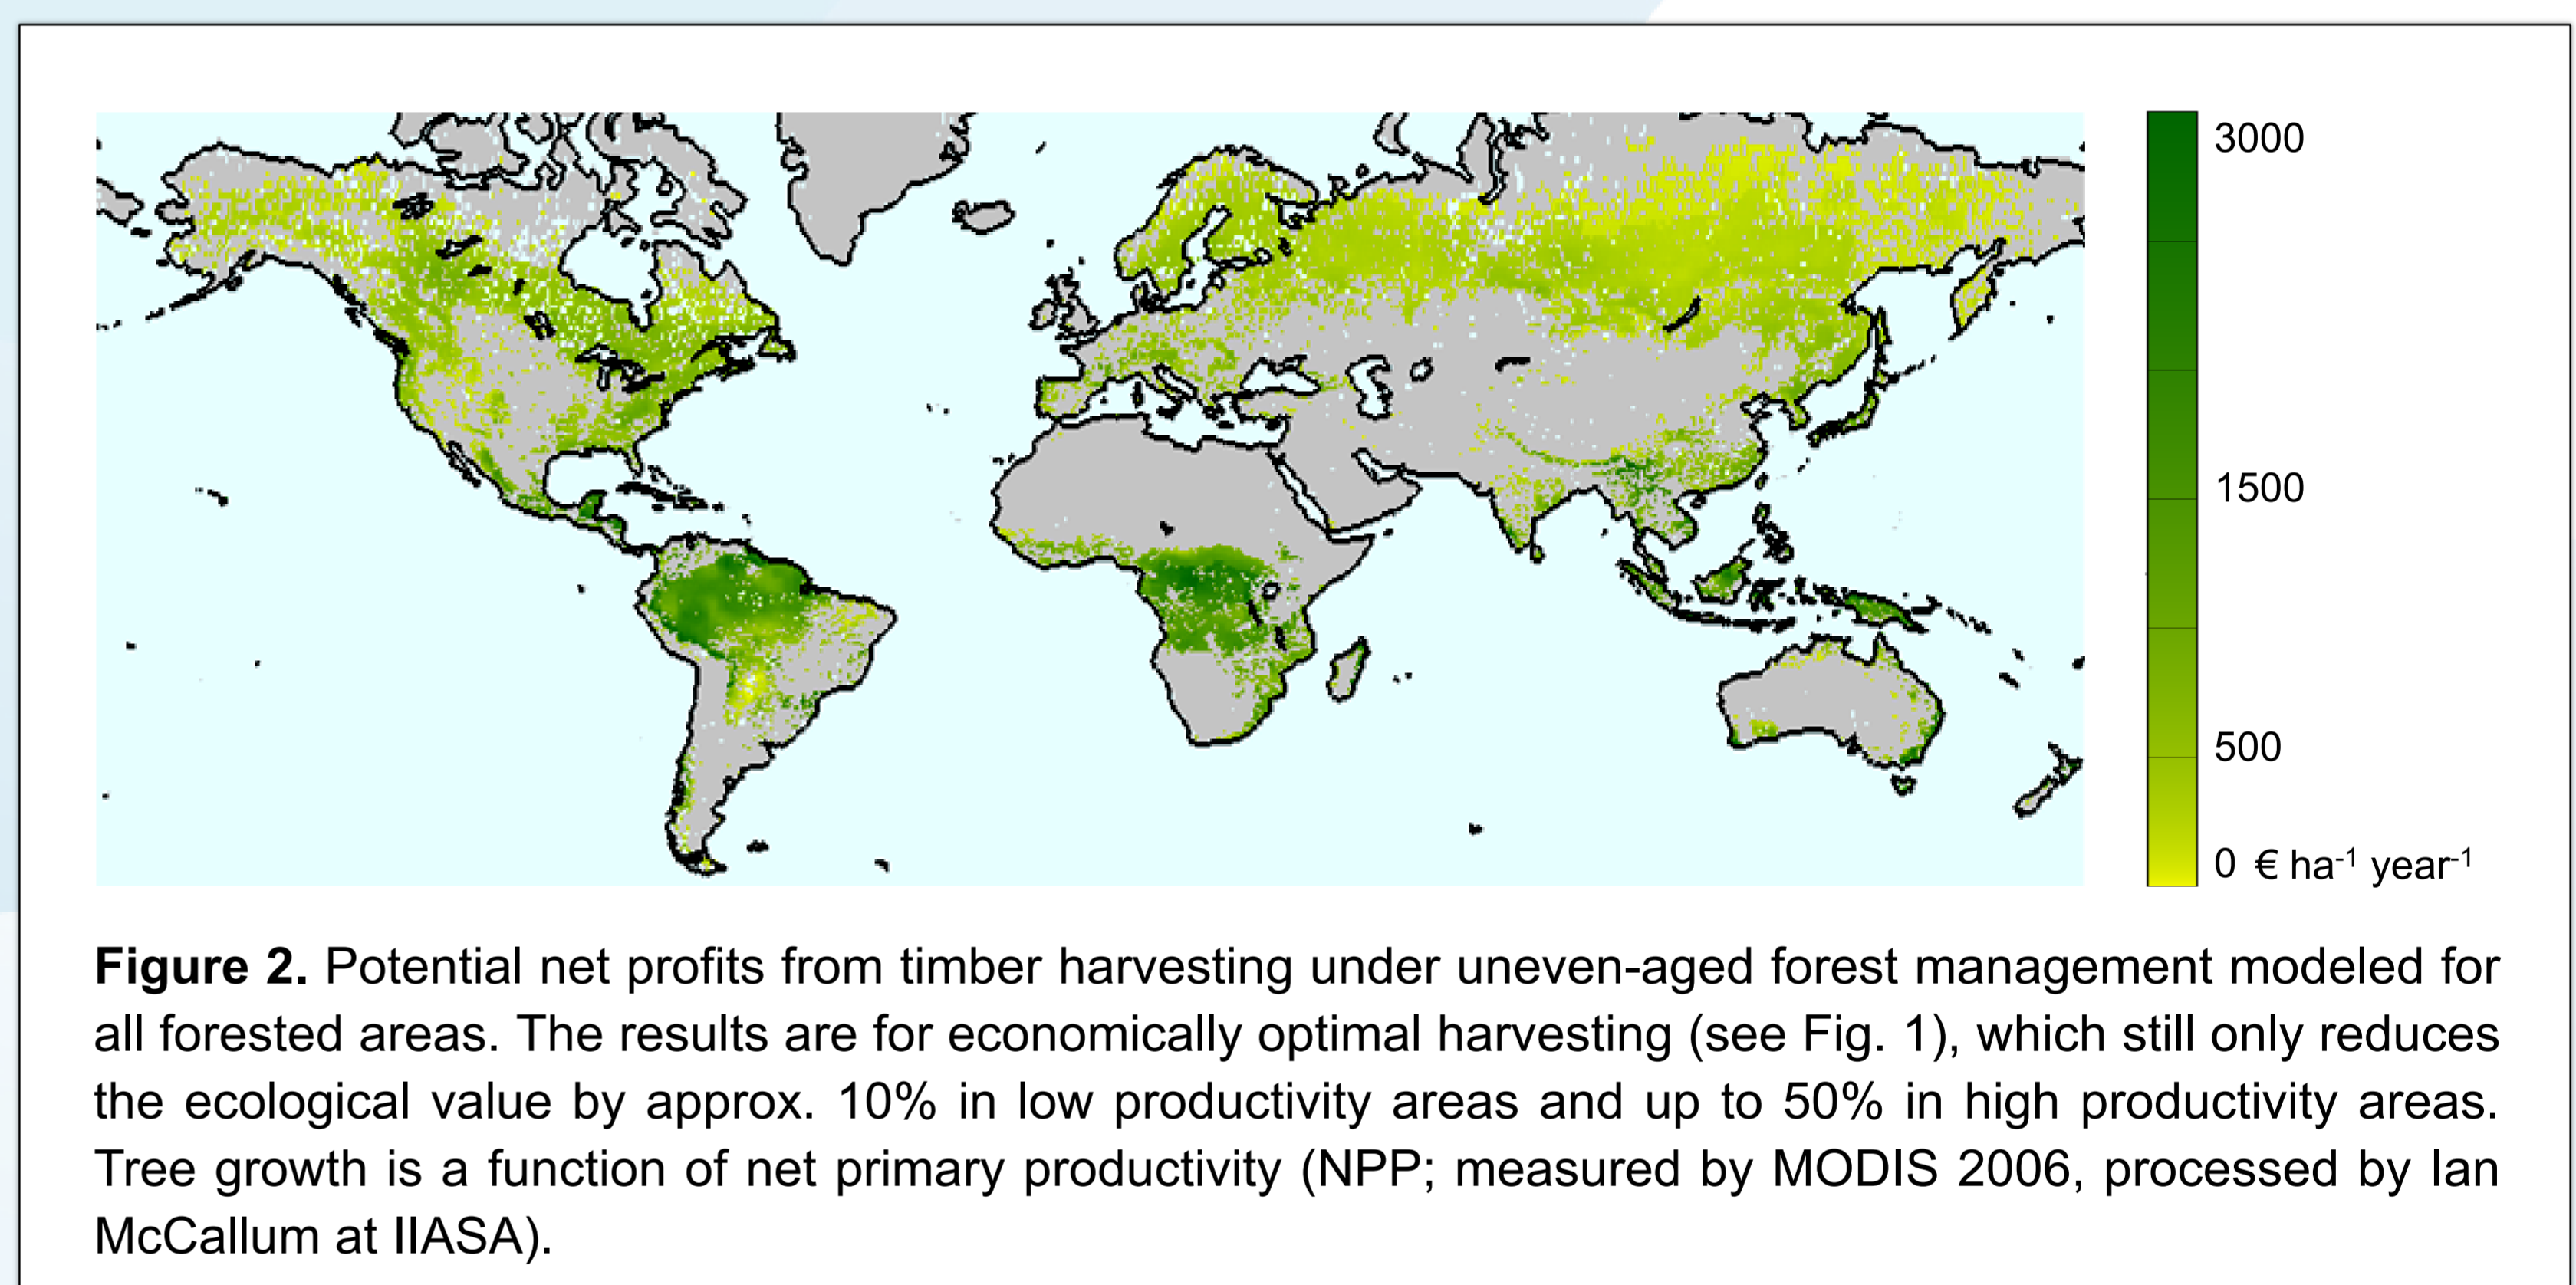 3000
1500
500
0 € ha-1 year-1
Figure 2. Potential net profits from timber harvesting under uneven-aged forest management modeled for
all forested areas. The results are for economically optimal harvesting (see Fig. 1), which still only reduces
the ecological value by approx. 10% in low productivity areas and up to 50% in high productivity areas.
Tree growth is a function of net primary productivity (NPP; measured by MODIS 2006, processed by Ian
McCallum at IIASA).